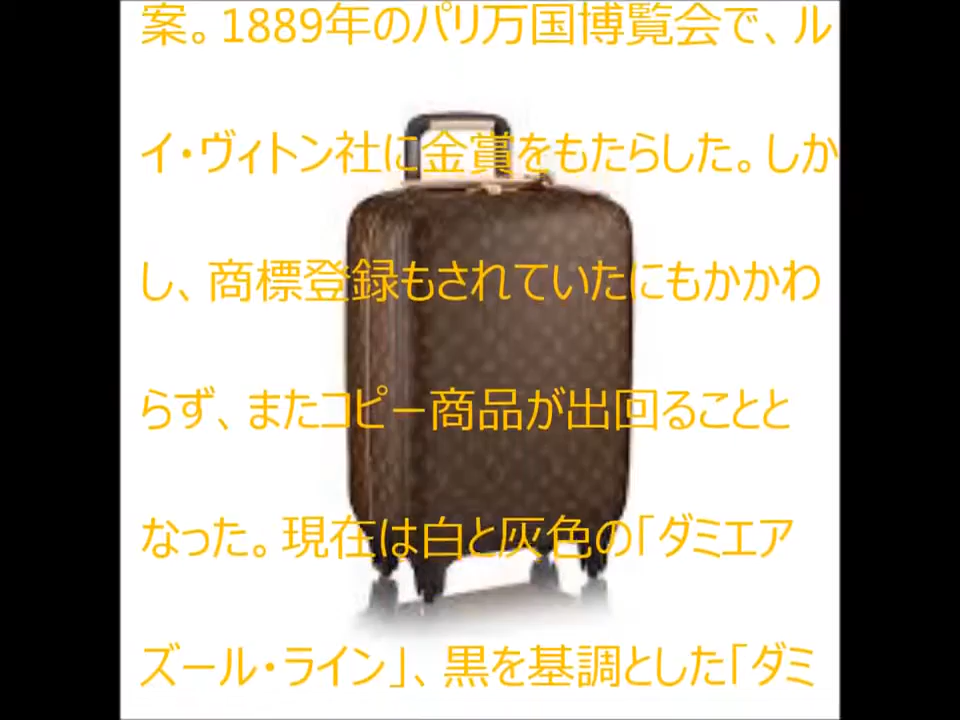 案。1889年のパリ万国博覧会で、ル
イ・ヴィトン社に金賞をもたらした。しか
し、商標登録もされていたにもかかわ
らず、またコピー商品が出回ることと
なった。現在は白と灰色の「ダミエア
ズール・ライン」、黒を基調とした「ダミ